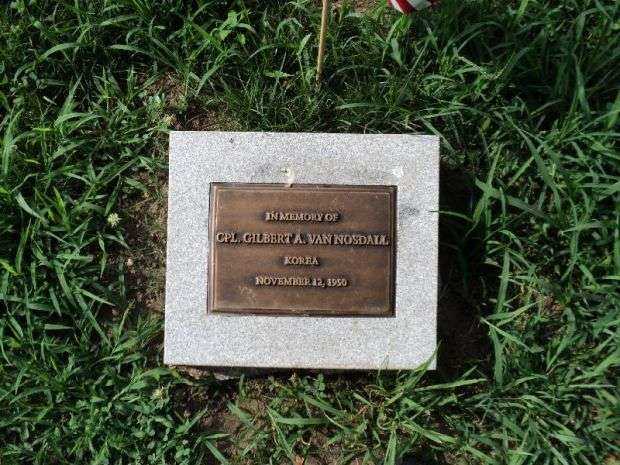 IN MEMORY OF
CPL. GILBERT A. VAN NOSDALL
KOREA
NOVEMBER 12, 1950